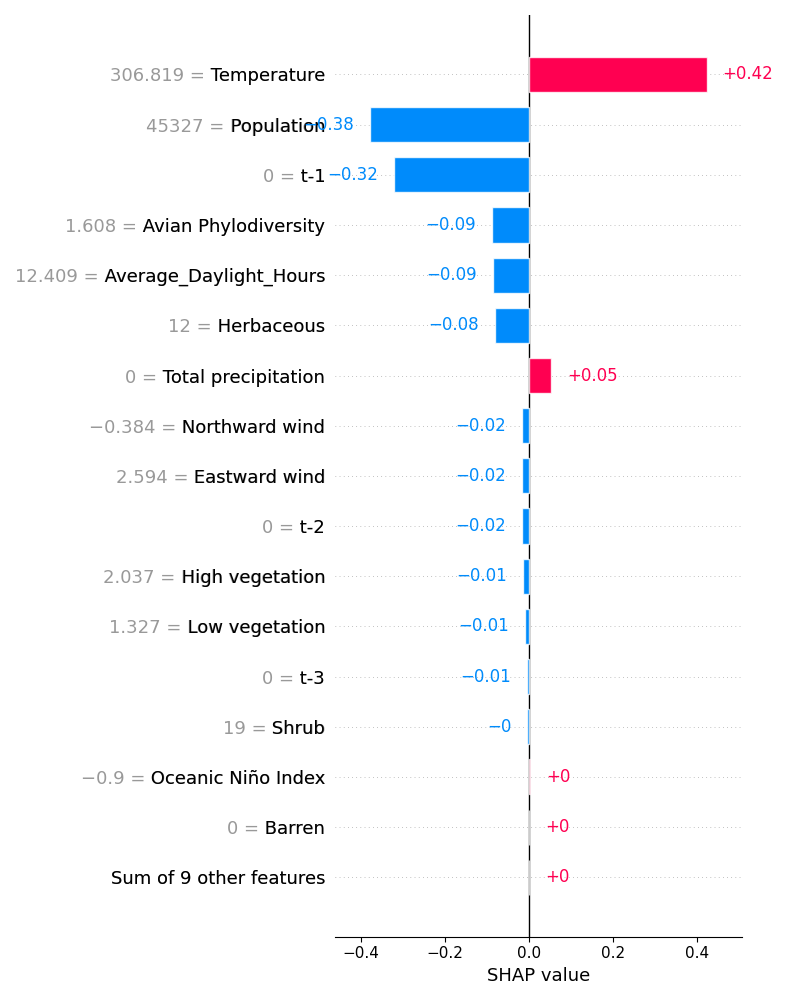 306.819 = Temperature +0.42
45327 = Population −0.38
0 = t-1 −0.32
1.608 = Avian Phylodiversity −0.09
12.409 = Average_Daylight_Hours −0.09
12 = Herbaceous −0.08
0 = Total precipitation +0.05
−0.384 = Northward wind −0.02
2.594 = Eastward wind −0.02
0 = t-2 −0.02
2.037 = High vegetation −0.01
1.327 = Low vegetation −0.01
0 = t-3 −0.01
19 = Shrub −0
−0.9 = Oceanic Niño Index +0
0 = Barren +0
Sum of 9 other features +0
−0.4 −0.2 0.0 0.2 0.4
SHAP value